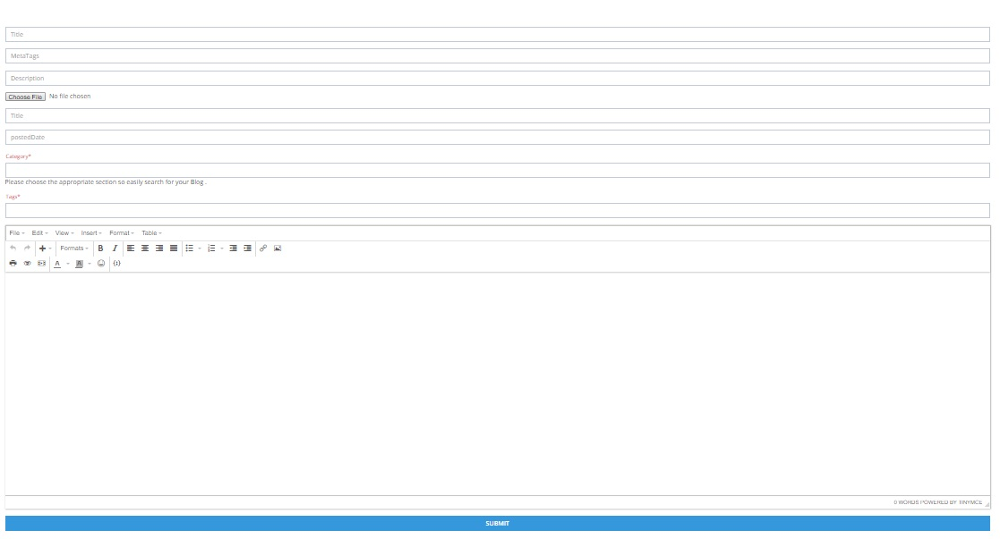 Title
MetaTags
Description
Choose File No file chosen
Title
postedDate
Category*
Please choose the appropriate section so easily search for your Blog .
Tags*
File Edit View Insert Format Table
Formats B I
A A {;}
0 WORDS POWERED BY TINYMCE
SUBMIT